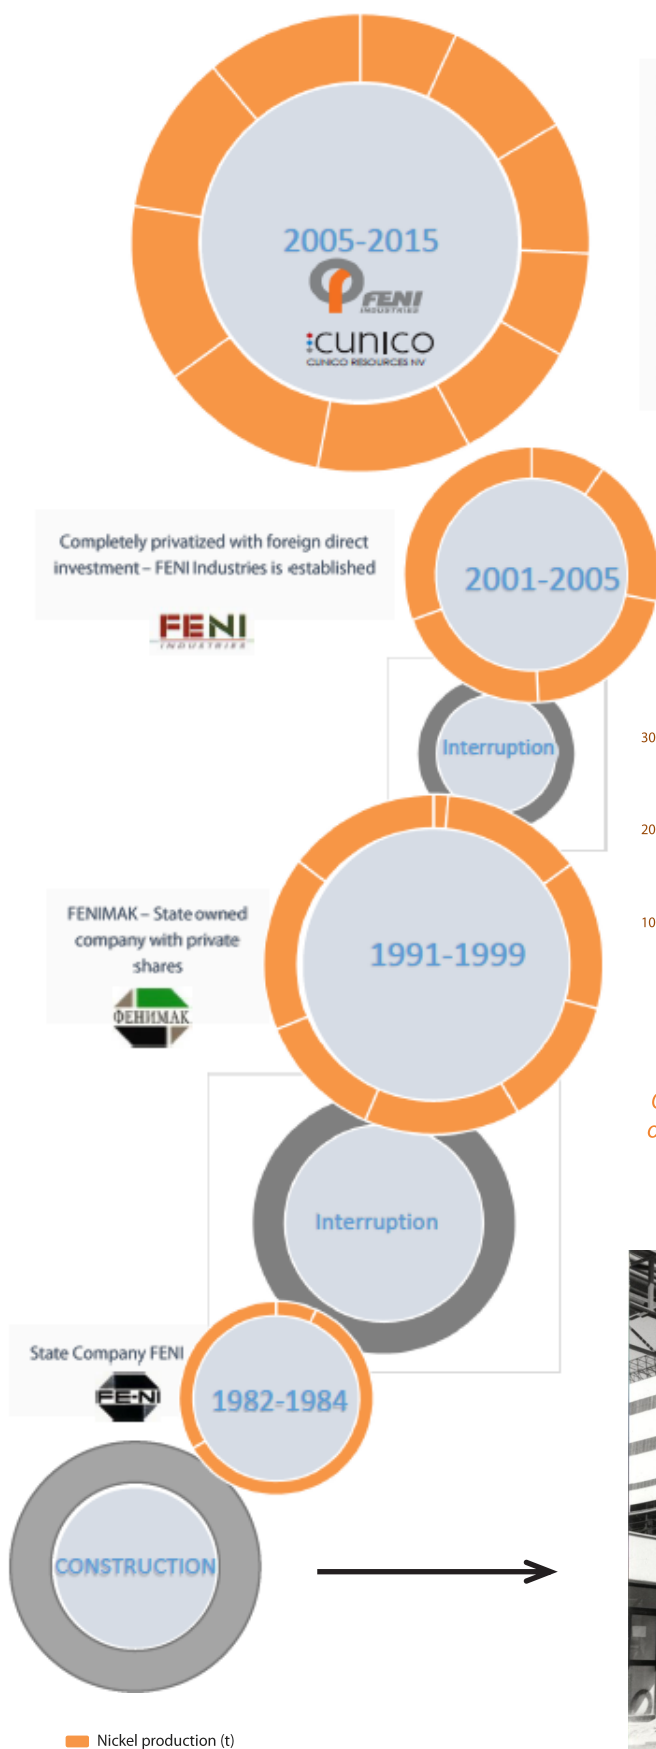 2005-2015
FENI
INDUSTRIES
cunico
CUNICO RESOURCES NV
Completely privatized with foreign direct
investment – FENI Industries is established
FENI
INDUSTRIES
2001-2005
Interruption
30
20
10
FENIMAK – State owned
company with private
shares
ФЕНИМАК
1991-1999
Interruption
State Company FENI
FE-NI
1982-1984
CONSTRUCTION
Nickel production (t)